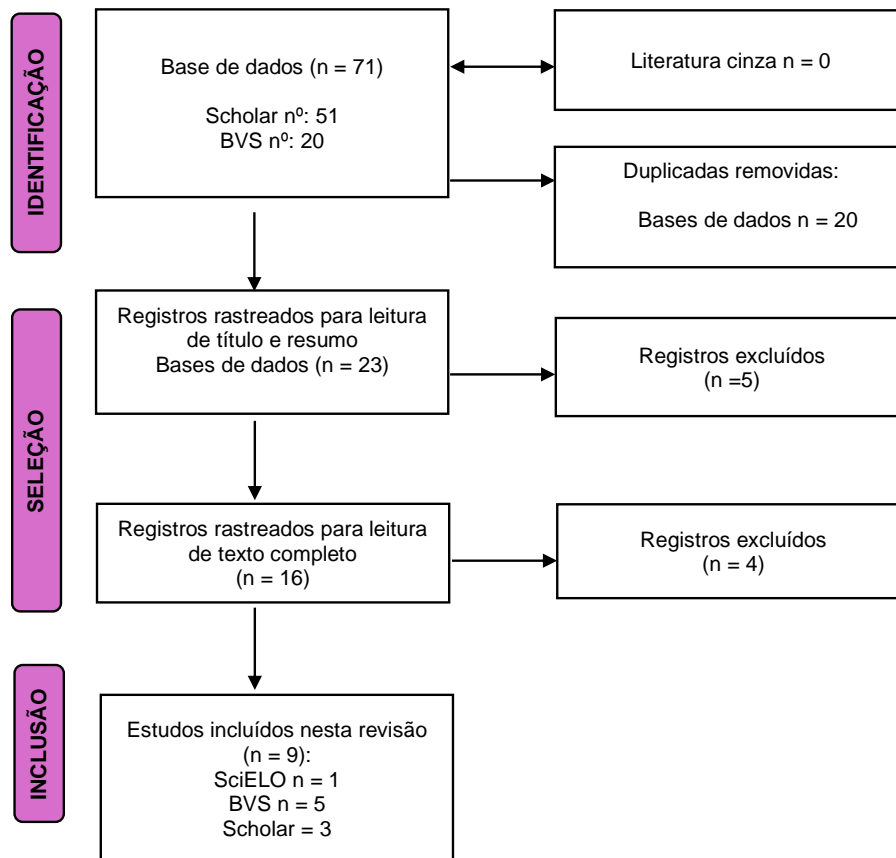 IDENTIFICAÇÃO
Base de dados (n = 71)
Scholar nº: 51
BVS nº: 20
Literatura cinza n = 0
Duplicadas removidas:
Bases de dados n = 20
SELEÇÃO
Registros rastreados para leitura
de título e resumo
Bases de dados (n = 23)
Registros excluídos
(n =5)
Registros rastreados para leitura
de texto completo
(n = 16)
Registros excluídos
(n = 4)
INCLUSÃO
Estudos incluídos nesta revisão
(n = 9):
SciELO n = 1
BVS n = 5
Scholar = 3